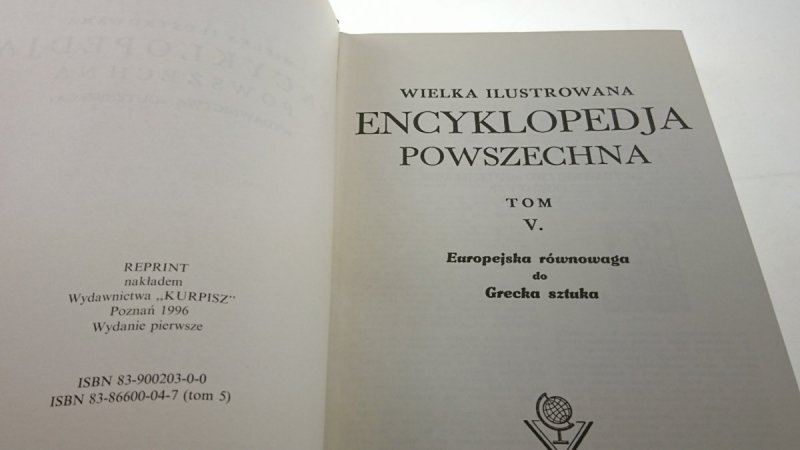 REPRINT
nakładem
Wydawnictwa „KURPISZ"
Poznań 1996
Wydanie pierwsze
ISBN 83-900203-0-0
ISBN 83-86600-04-7 (tom 5)
WIELKA ILUSTROWANA
ENCYKLOPEDJA
POWSZECHNA
TOM
V.
Europejska równowaga
do
Grecka sztuka